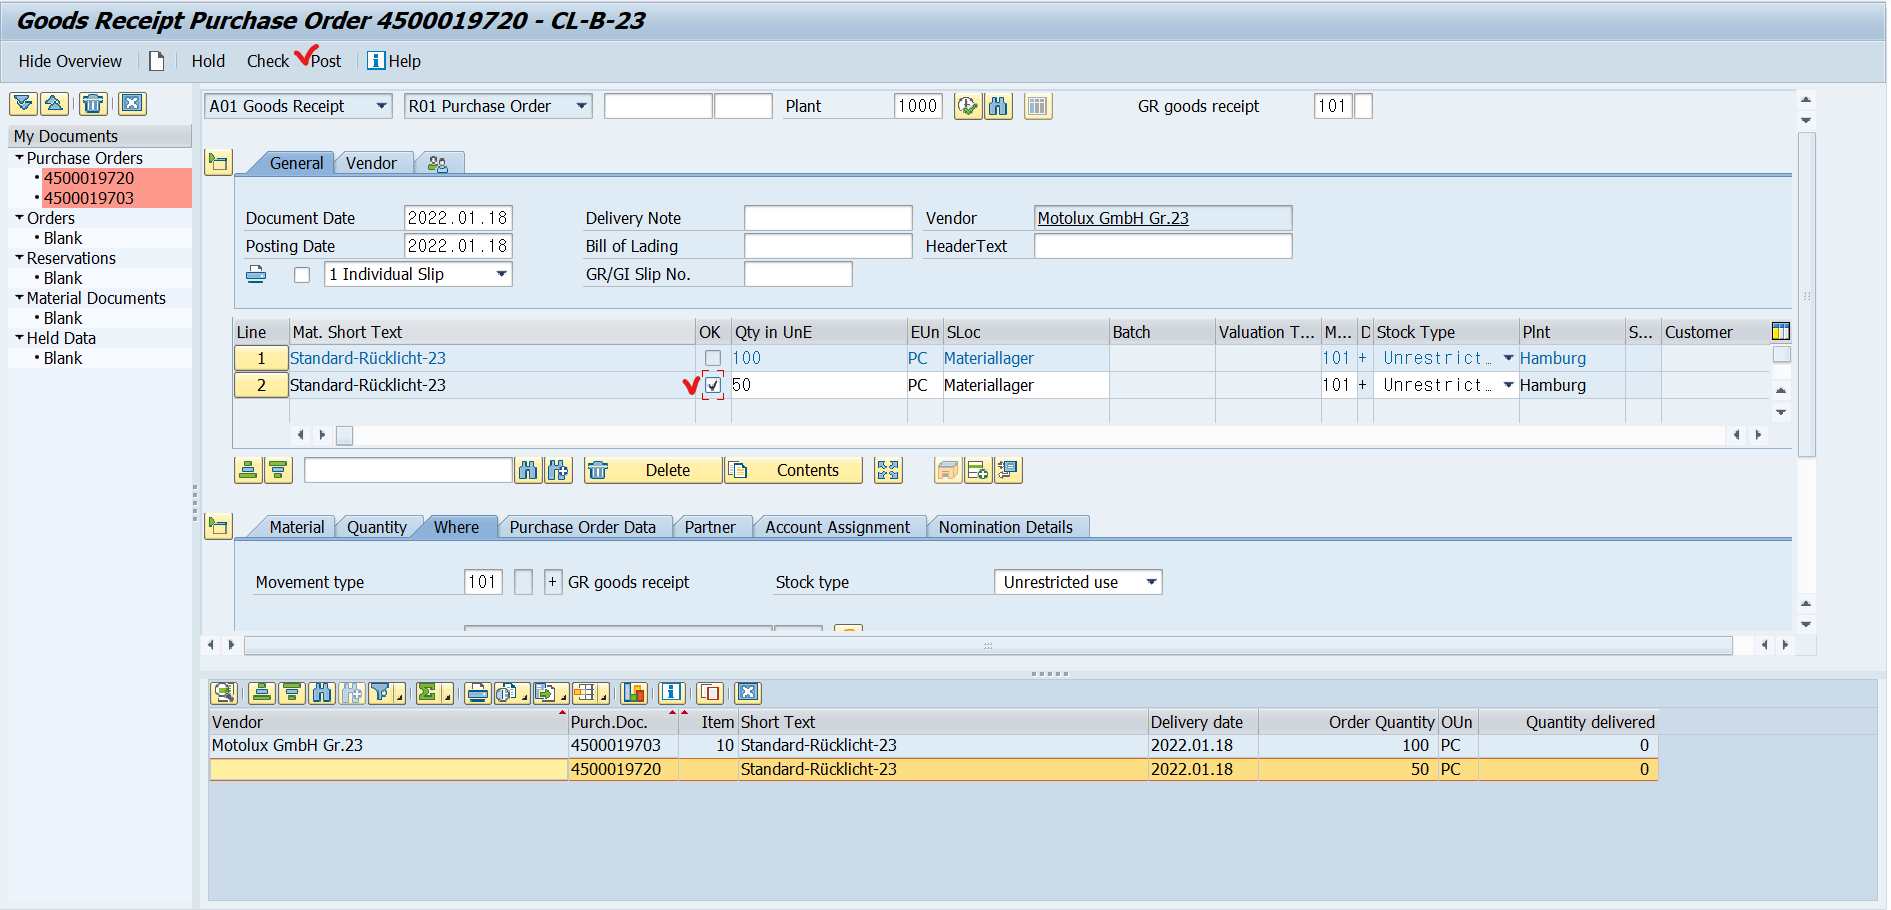 Goods Receipt Purchase Order 4500019720 - CL-B-23
Hide Overview Hold Check Post Help
A01 Goods Receipt R01 Purchase Order Plant 1000 GR goods receipt 101
My Documents
Purchase Orders
4500019720
4500019703
Orders
Blank
Reservations
Blank
Material Documents
Blank
Held Data
Blank
General Vendor
Document Date 2022.01.18 Delivery Note Vendor Motolux GmbH Gr.23
Posting Date 2022.01.18 Bill of Lading HeaderText
1 Individual Slip GR/GI Slip No.
Line Mat. Short Text OK Qty in UnE EUn SLoc Batch Valuation T... M... D Stock Type Plnt S... Customer
1 Standard-Rücklicht-23 100 PC Materiallager 101 + Unrestrict... Hamburg
2 Standard-Rücklicht-23 50 PC Materiallager 101 + Unrestrict... Hamburg
Delete Contents
Material Quantity Where Purchase Order Data Partner Account Assignment Nomination Details
Movement type 101 + GR goods receipt Stock type Unrestricted use
Vendor Purch.Doc. Item Short Text Delivery date Order Quantity OUn Quantity delivered
Motolux GmbH Gr.23 4500019703 10 Standard-Rücklicht-23 2022.01.18 100 PC 0
4500019720 Standard-Rücklicht-23 2022.01.18 50 PC 0